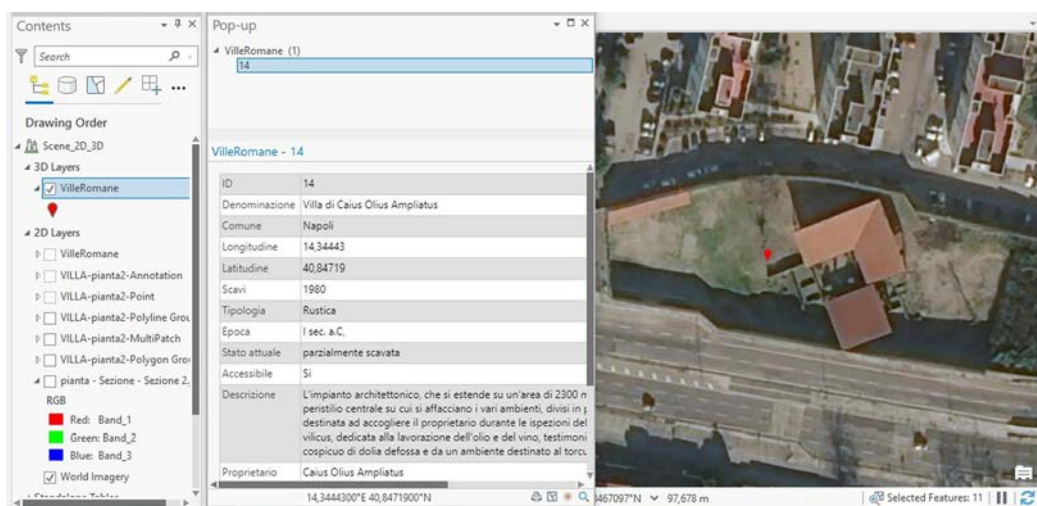 Contents
Search
Drawing Order
Scene_2D_3D
3D Layers
VilleRomane
2D Layers
VilleRomane
VILLA-pianta2-Annotation
VILLA-pianta2-Point
VILLA-pianta2-Polyline Grou
VILLA-pianta2-MultiPatch
VILLA-pianta2-Polygon Gro
pianta - Sezione - Sezione 2.
RGB
Red: Band_1
Green: Band_2
Blue: Band_3
World Imagery
Standalone Tables
Pop-up
VilleRomane (1)
14
VilleRomane - 14
ID 14
Denominazione Villa di Caius Olius Ampliatus
Comune Napoli
Longitudine 14,34443
Latitudine 40,84719
Scavi 1980
Tipologia Rustica
Epoca I sec. a.C,
Stato attuale parzialmente scavata
Accessibile Si
Descrizione L'impianto architettonico, che si estende su un'area di 2300 m
peristilio centrale su cui si affacciano i vari ambienti, divisi in p
destinata ad accogliere il proprietario durante le ispezioni del
vilicus, dedicata alla lavorazione dell'olio e del vino, testimoni
cospicuo di dolia defossa e da un ambiente destinato al torcu
Proprietario Caius Olius Ampliatus
14,3444300°E 40,8471900°N
467097°N 97,678 m
Selected Features: 11